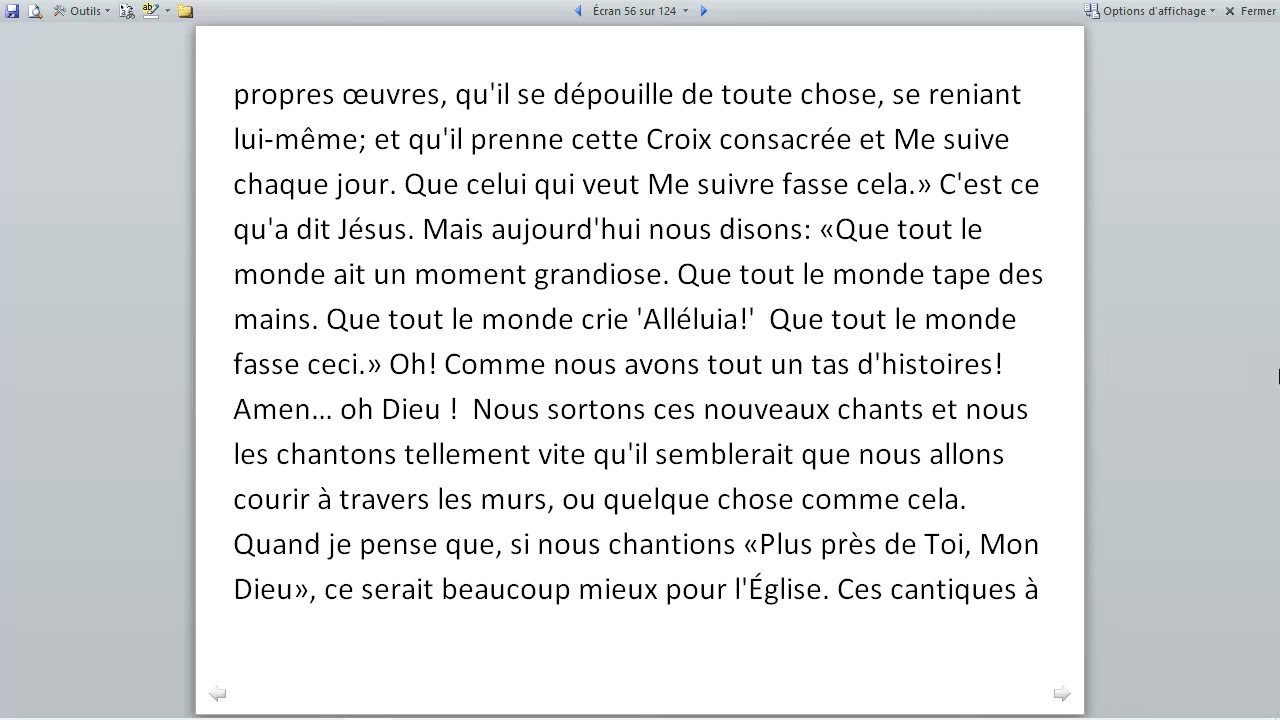 Outils
Écran 56 sur 124
Options d'affichage
Fermer
propres œuvres, qu'il se dépouille de toute chose, se reniant
lui-même; et qu'il prenne cette Croix consacrée et Me suive
chaque jour. Que celui qui veut Me suivre fasse cela.» C'est ce
qu'a dit Jésus. Mais aujourd'hui nous disons: «Que tout le
monde ait un moment grandiose. Que tout le monde tape des
mains. Que tout le monde crie 'Alléluia!'  Que tout le monde
fasse ceci.» Oh! Comme nous avons tout un tas d'histoires!
Amen... oh Dieu !  Nous sortons ces nouveaux chants et nous
les chantons tellement vite qu'il semblerait que nous allons
courir à travers les murs, ou quelque chose comme cela.
Quand je pense que, si nous chantions «Plus près de Toi, Mon
Dieu», ce serait beaucoup mieux pour l'Église. Ces cantiques à